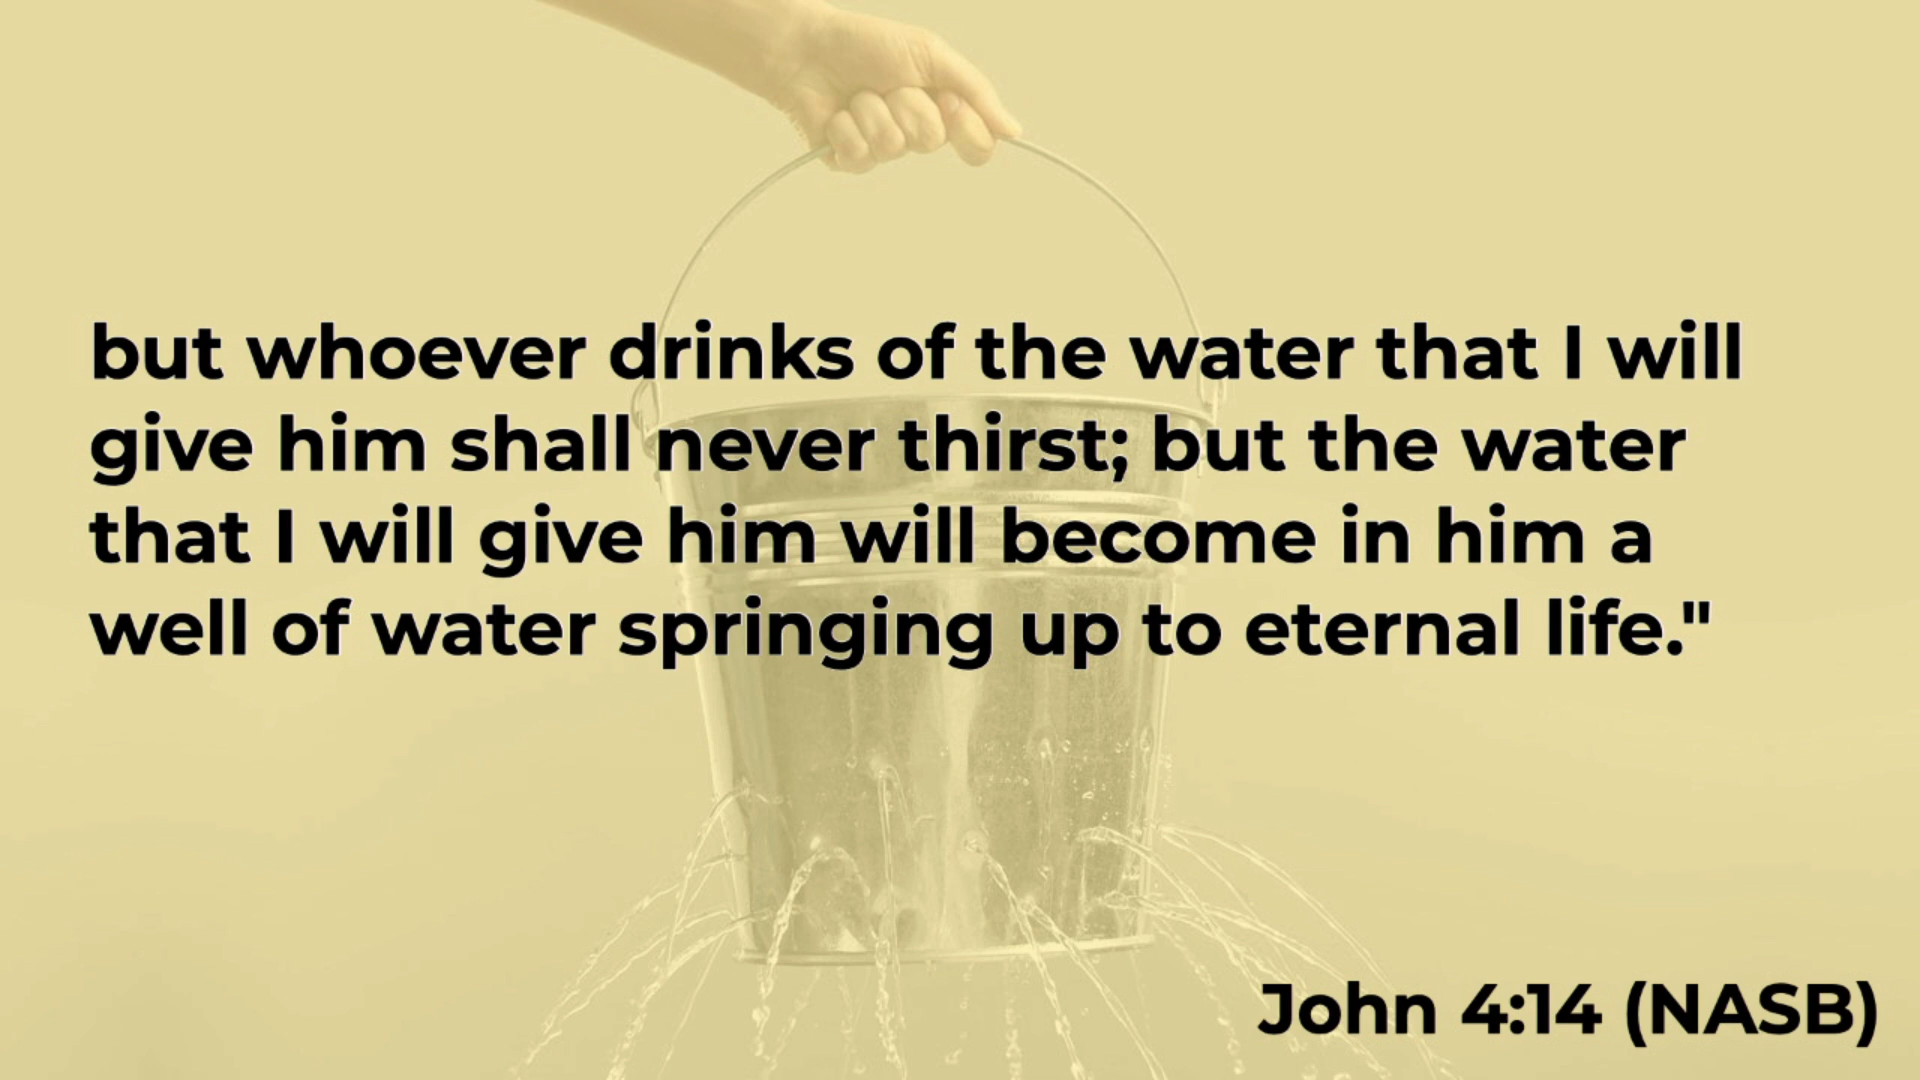 but whoever drinks of the water that I will
give him shall never thirst; but the water
that I will give him will become in him a
well of water springing up to eternal life."
John 4:14 (NASB)